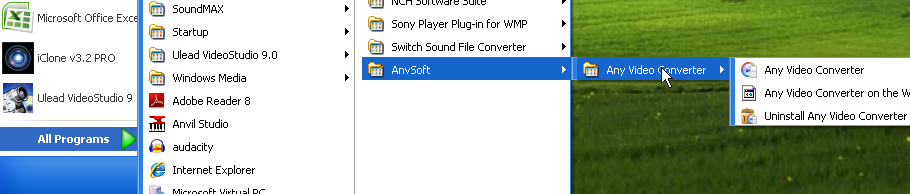 Microsoft Office Exce
iClone v3.2 PRO
Ulead VideoStudio 9
All Programs
SoundMAX
Startup
Ulead VideoStudio 9.0
Windows Media
Adobe Reader 8
Anvil Studio
audacity
Internet Explorer
Microsoft Virtual PC
NCH Software Suite
Sony Player Plug-in for WMP
Switch Sound File Converter
AnvSoft
Any Video Converter
Any Video Converter
Any Video Converter on the W
Uninstall Any Video Converter